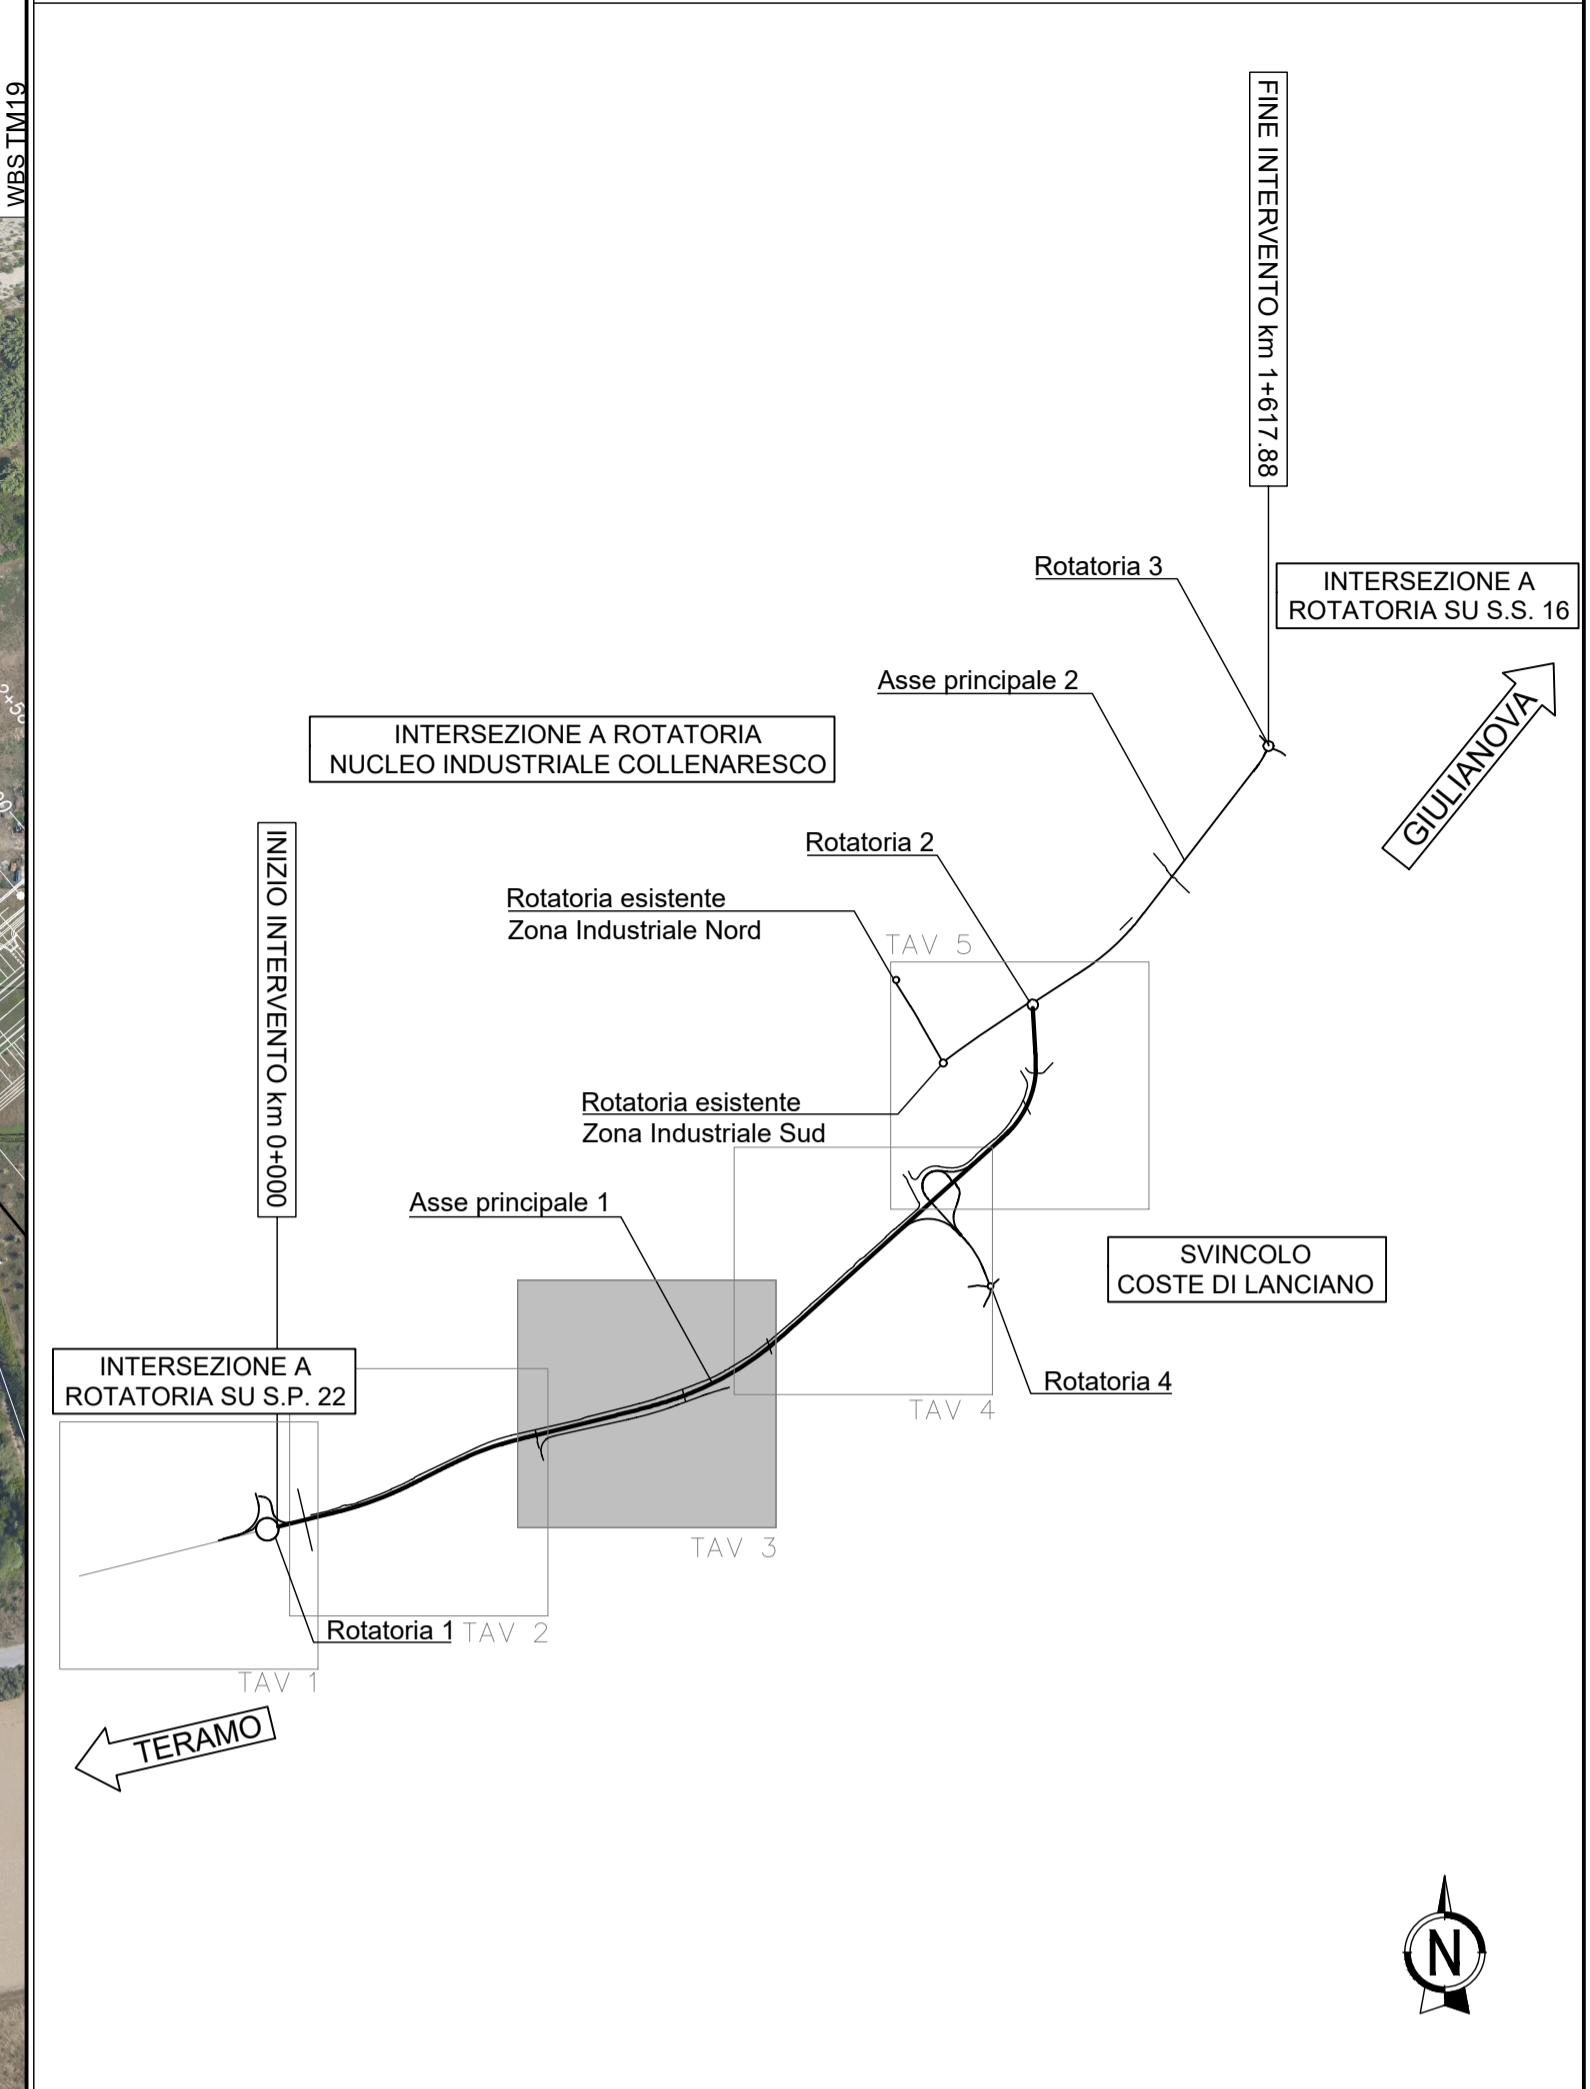 WBS TM19
FINE INTERVENTO km 1+617.88
Rotatoria 3
INTERSEZIONE A
ROTATORIA SU S.S. 16
Asse principale 2
GIULIANOVA
INTERSEZIONE A ROTATORIA
NUCLEO INDUSTRIALE COLLENARESCO
INIZIO INTERVENTO km 0+000
Rotatoria 2
Rotatoria esistente
Zona Industriale Nord
TAV 5
Rotatoria esistente
Zona Industriale Sud
Asse principale 1
SVINCOLO
COSTE DI LANCIANO
INTERSEZIONE A
ROTATORIA SU S.P. 22
Rotatoria 4
TAV 4
TAV 3
Rotatoria 1
TAV 2
TAV 1
TERAMO
N